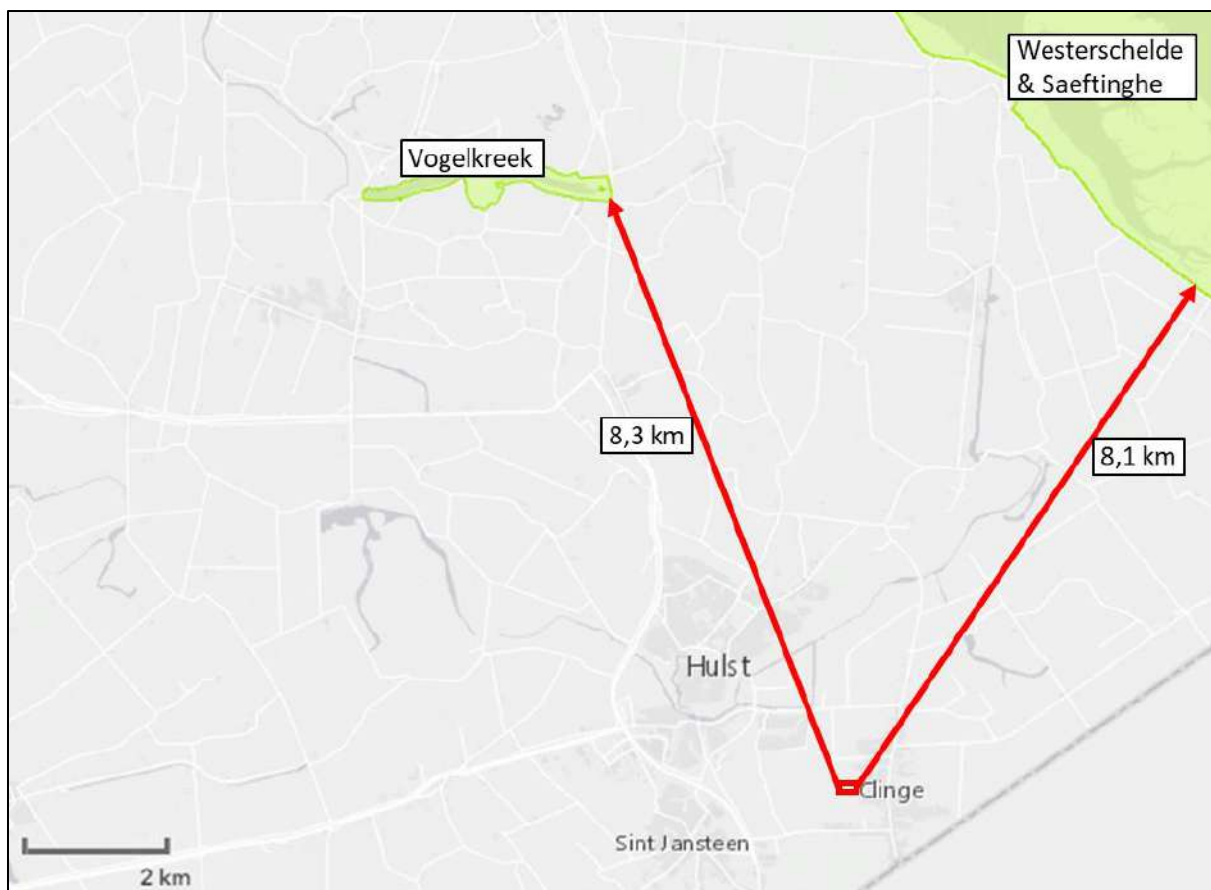 Westerschelde
& Saeftinghe
Vogelkreek
8,3 km
8,1 km
Hulst
Clinge
Sint Jansteen
2 km